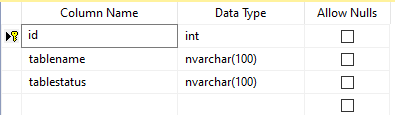 Column Name Data Type Allow Nulls
id int
tablename nvarchar(100)
tablestatus nvarchar(100)